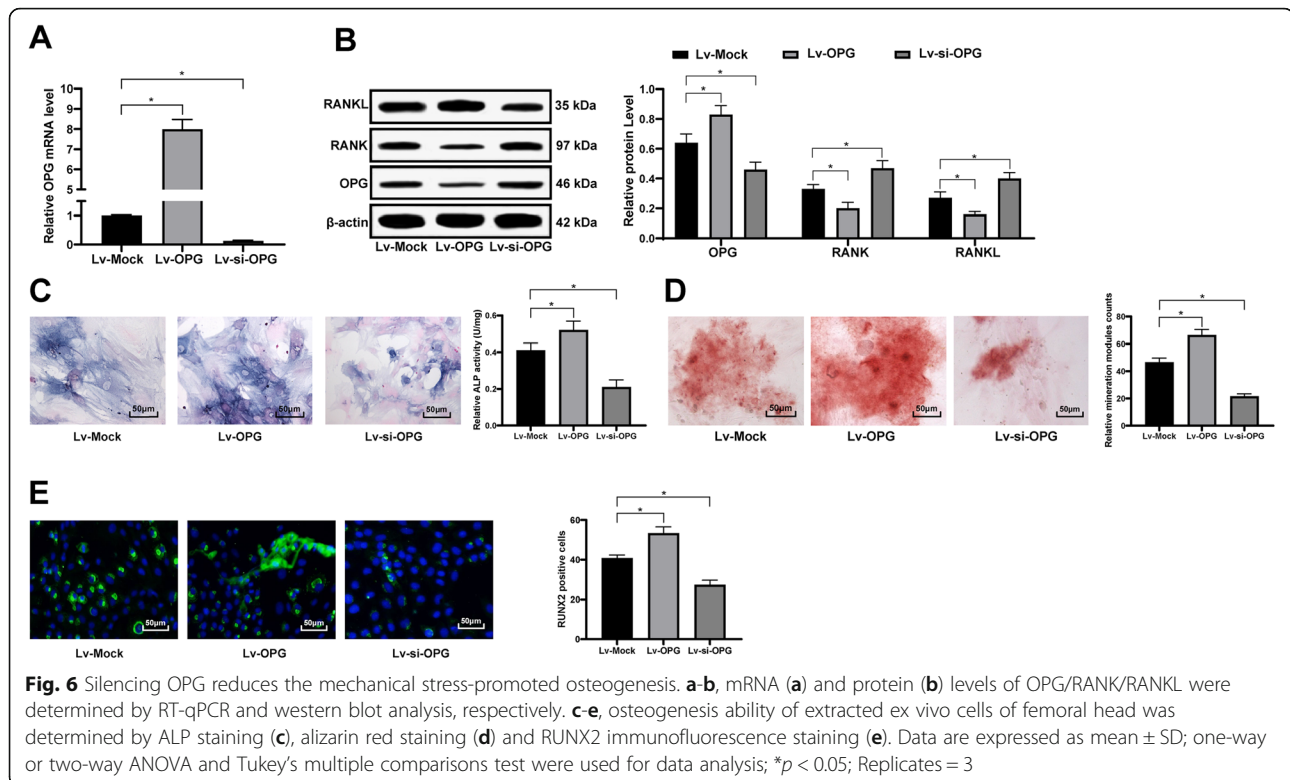 A
Relative OPG mRNA level
10
9
8
7
6
5
1
0
*
*
Lv-Mock
Lv-OPG
Lv-si-OPG
B
RANKL
35 kDa
RANK
97 kDa
OPG
46 kDa
β-actin
42 kDa
Lv-Mock Lv-OPG Lv-si-OPG
Lv-Mock Lv-OPG Lv-si-OPG
Relative protein Level
1.0
0.8
0.6
0.4
0.2
0.0
*
*
*
*
*
*
OPG RANK RANKL
C
50μm
50μm
50μm
Lv-Mock Lv-OPG Lv-si-OPG
Relative ALP activity (U/mg)
0.6
0.4
0.2
0.0
*
*
Lv-Mock Lv-OPG Lv-si-OPG
D
50μm
50μm
50μm
Lv-Mock Lv-OPG Lv-si-OPG
Relative mineration modules counts
80
60
40
20
0
*
*
Lv-Mock Lv-OPG Lv-si-OPG
E
50μm
50μm
50μm
Lv-Mock Lv-OPG Lv-si-OPG
RUNX2 positive cells
60
40
20
0
*
*
Lv-Mock Lv-OPG Lv-si-OPG
Fig. 6 Silencing OPG reduces the mechanical stress-promoted osteogenesis. a-b, mRNA (a) and protein (b) levels of OPG/RANK/RANKL were
determined by RT-qPCR and western blot analysis, respectively. c-e, osteogenesis ability of extracted ex vivo cells of femoral head was
determined by ALP staining (c), alizarin red staining (d) and RUNX2 immunofluorescence staining (e). Data are expressed as mean ± SD; one-way
or two-way ANOVA and Tukey's multiple comparisons test were used for data analysis; *p < 0.05; Replicates = 3